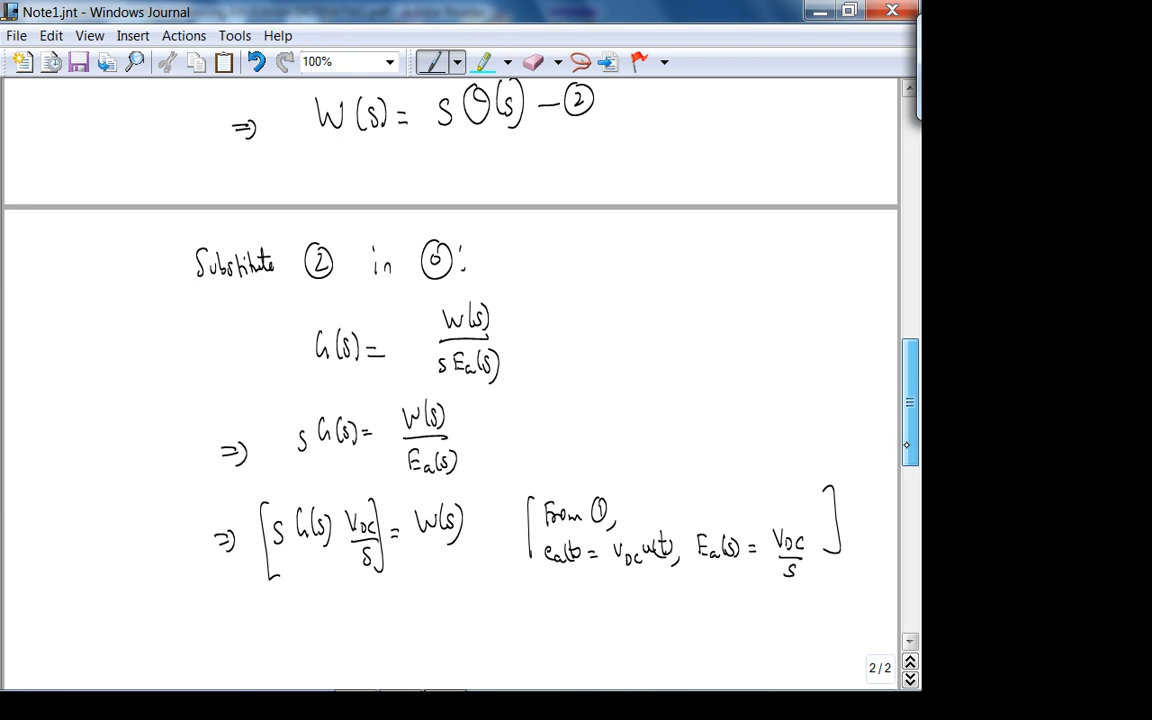 Note1.jnt - Windows Journal
File Edit View Insert Actions Tools Help
100%
⇒ W(s) = s Θ(s) — ②
Substitute ② in ⓪:
G(s) = W(s) / s Ea(s)
⇒ s G(s) = W(s) / Ea(s)
⇒ [s G(s) VDC/s] = W(s) [From ①,
ea(t) = VDC u(t), Ea(s) = VDC/s]
2 / 2